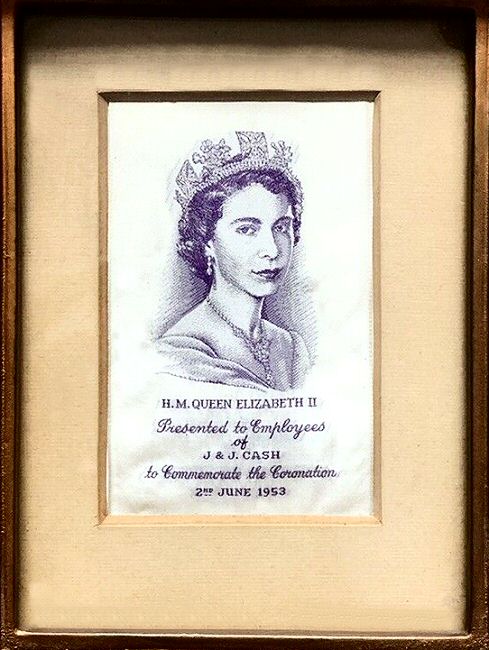 H.M. QUEEN ELIZABETH II
Presented to Employees
of
J & J. CASH
to Commemorate the Coronation
2ND JUNE 1953